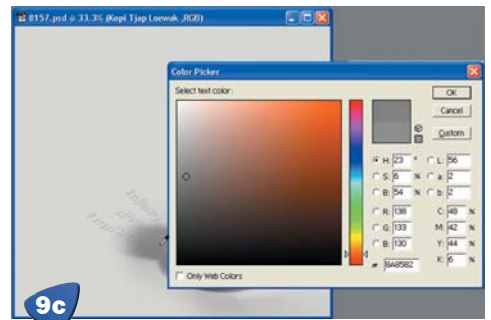 8157.psd @ 33.3% (Kopi Tjap Loewak ,RGB)
Color Picker
Select text color:
OK
Cancel
Custom
H: 23 °
L: 56
S: 6 %
a: 2
B: 54 %
b: 2
R: 138
C: 48 %
G: 133
M: 42 %
B: 130
Y: 44 %
# 8A8582
K: 6 %
Only Web Colors
9c